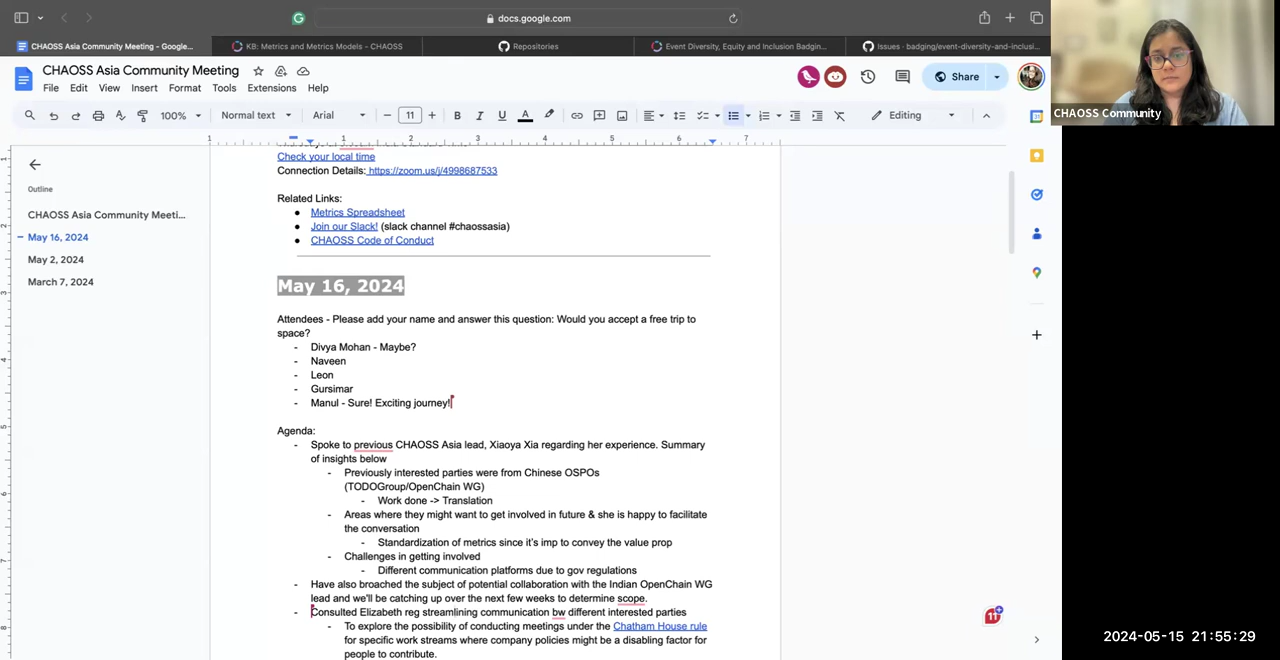 docs.google.com
CHAOSS Asia Community Meeting - Google...
KB: Metrics and Metrics Models - CHAOSS
Repositories
Event Diversity, Equity and Inclusion Badgin...
Issues · badging/event-diversity-and-inclusi...
CHAOSS Asia Community Meeting
File Edit View Insert Format Tools Extensions Help
Share
100%
Normal text
Arial
11
B I U A
Editing
CHAOSS Community
1 1 2 3 4 5 6 7
Check your local time
Connection Details: https://zoom.us/j/4998687533
Outline
CHAOSS Asia Community Meeti...
May 16, 2024
May 2, 2024
March 7, 2024
Related Links:
● Metrics Spreadsheet
● Join our Slack! (slack channel #chaossasia)
● CHAOSS Code of Conduct
May 16, 2024
Attendees - Please add your name and answer this question: Would you accept a free trip to
space?
- Divya Mohan - Maybe?
- Naveen
- Leon
- Gursimar
- Manul - Sure! Exciting journey!
Agenda:
- Spoke to previous CHAOSS Asia lead, Xiaoya Xia regarding her experience. Summary
of insights below
- Previously interested parties were from Chinese OSPOs
(TODOGroup/OpenChain WG)
- Work done -> Translation
- Areas where they might want to get involved in future & she is happy to facilitate
the conversation
- Standardization of metrics since it's imp to convey the value prop
- Challenges in getting involved
- Different communication platforms due to gov regulations
- Have also broached the subject of potential collaboration with the Indian OpenChain WG
lead and we'll be catching up over the next few weeks to determine scope.
- Consulted Elizabeth reg streamlining communication bw different interested parties
- To explore the possibility of conducting meetings under the Chatham House rule
for specific work streams where company policies might be a disabling factor for
people to contribute.
11
2024-05-15 21:55:29